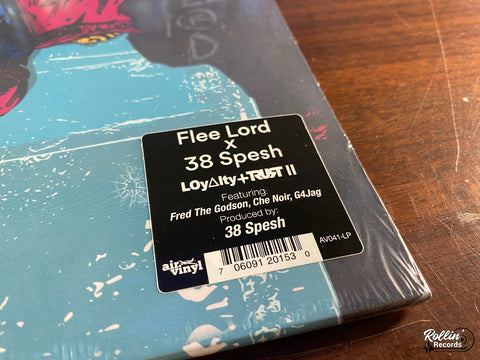 Flee Lord
x
38 Spesh
LOyΔlty+TRUST II
Featuring:
Fred The Godson, Che Noir, G4Jag
Produced by:
38 Spesh
air vinyl
7 06091 20153 0
AV041-LP
Rollin'
Records